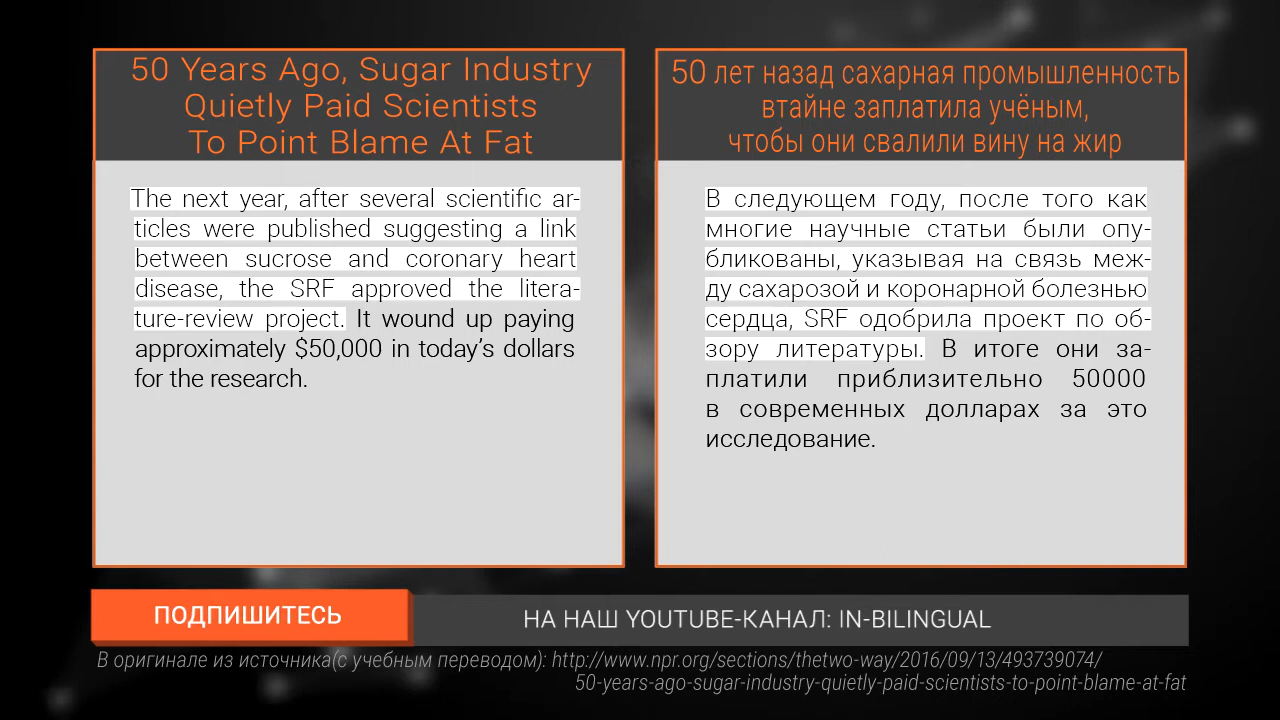 50 Years Ago, Sugar Industry
Quietly Paid Scientists
To Point Blame At Fat
The next year, after several scientific ar-
ticles were published suggesting a link
between sucrose and coronary heart
disease, the SRF approved the litera-
ture-review project. It wound up paying
approximately $50,000 in today's dollars
for the research.
50 лет назад сахарная промышленность
втайне заплатила учёным,
чтобы они свалили вину на жир
В следующем году, после того как
многие научные статьи были опу-
бликованы, указывая на связь меж-
ду сахарозой и коронарной болезнью
сердца, SRF одобрила проект по об-
зору литературы. В итоге они за-
платили приблизительно 50000
в современных долларах за это
исследование.
ПОДПИШИТЕСЬ
НА НАШ YOUTUBE-КАНАЛ: IN-BILINGUAL
В оригинале из источника(с учебным переводом): http://www.npr.org/sections/thetwo-way/2016/09/13/493739074/
50-years-ago-sugar-industry-quietly-paid-scientists-to-point-blame-at-fat